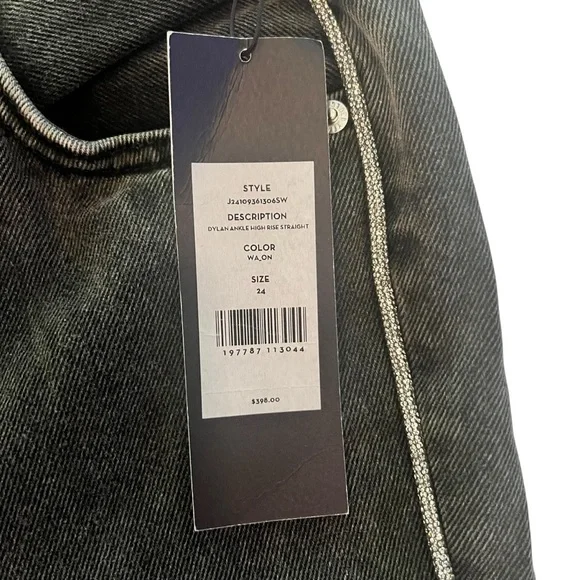 STYLE
J24109361306SW
DESCRIPTION
DYLAN ANKLE HIGH RISE STRAIGHT
COLOR
WA_ON
SIZE
24
197787 113044
$398.00